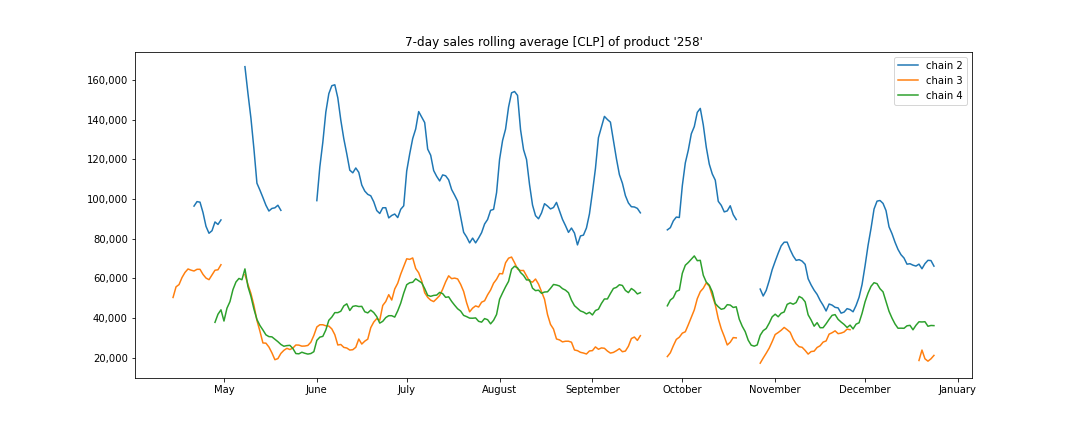 7-day sales rolling average [CLP] of product '258'
160,000
140,000
120,000
100,000
80,000
60,000
40,000
20,000
chain 2
chain 3
chain 4
May June July August September October November December January